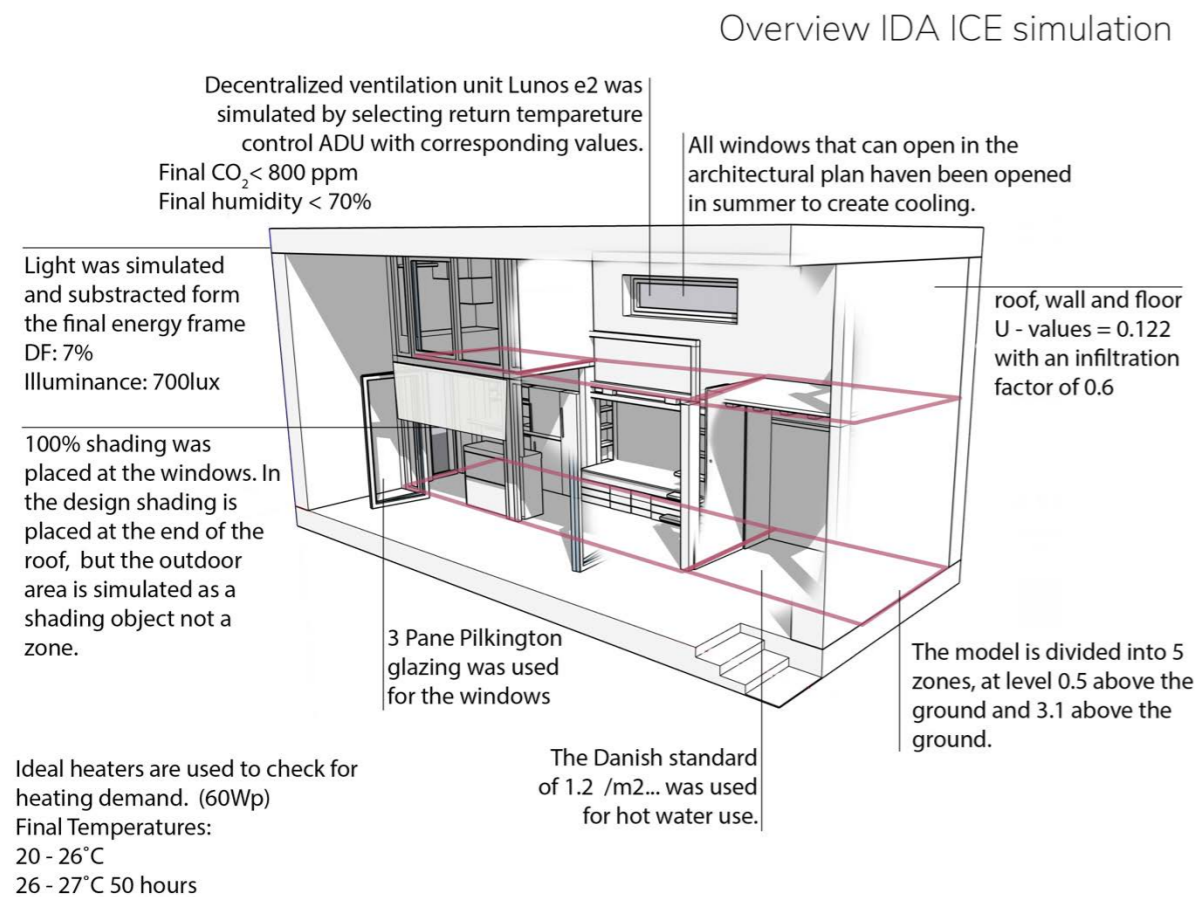 Overview IDA ICE simulation
Decentralized ventilation unit Lunos e2 was
simulated by selecting return tempareture
control ADU with corresponding values.
Final CO2< 800 ppm
Final humidity < 70%
All windows that can open in the
architectural plan haven been opened
in summer to create cooling.
Light was simulated
and substracted form
the final energy frame
DF: 7%
Illuminance: 700lux
roof, wall and floor
U - values = 0.122
with an infiltration
factor of 0.6
100% shading was
placed at the windows. In
the design shading is
placed at the end of the
roof, but the outdoor
area is simulated as a
shading object not a
zone.
3 Pane Pilkington
glazing was used
for the windows
The model is divided into 5
zones, at level 0.5 above the
ground and 3.1 above the
ground.
The Danish standard
of 1.2 /m2... was used
for hot water use.
Ideal heaters are used to check for
heating demand. (60Wp)
Final Temperatures:
20 - 26˚C
26 - 27˚C 50 hours